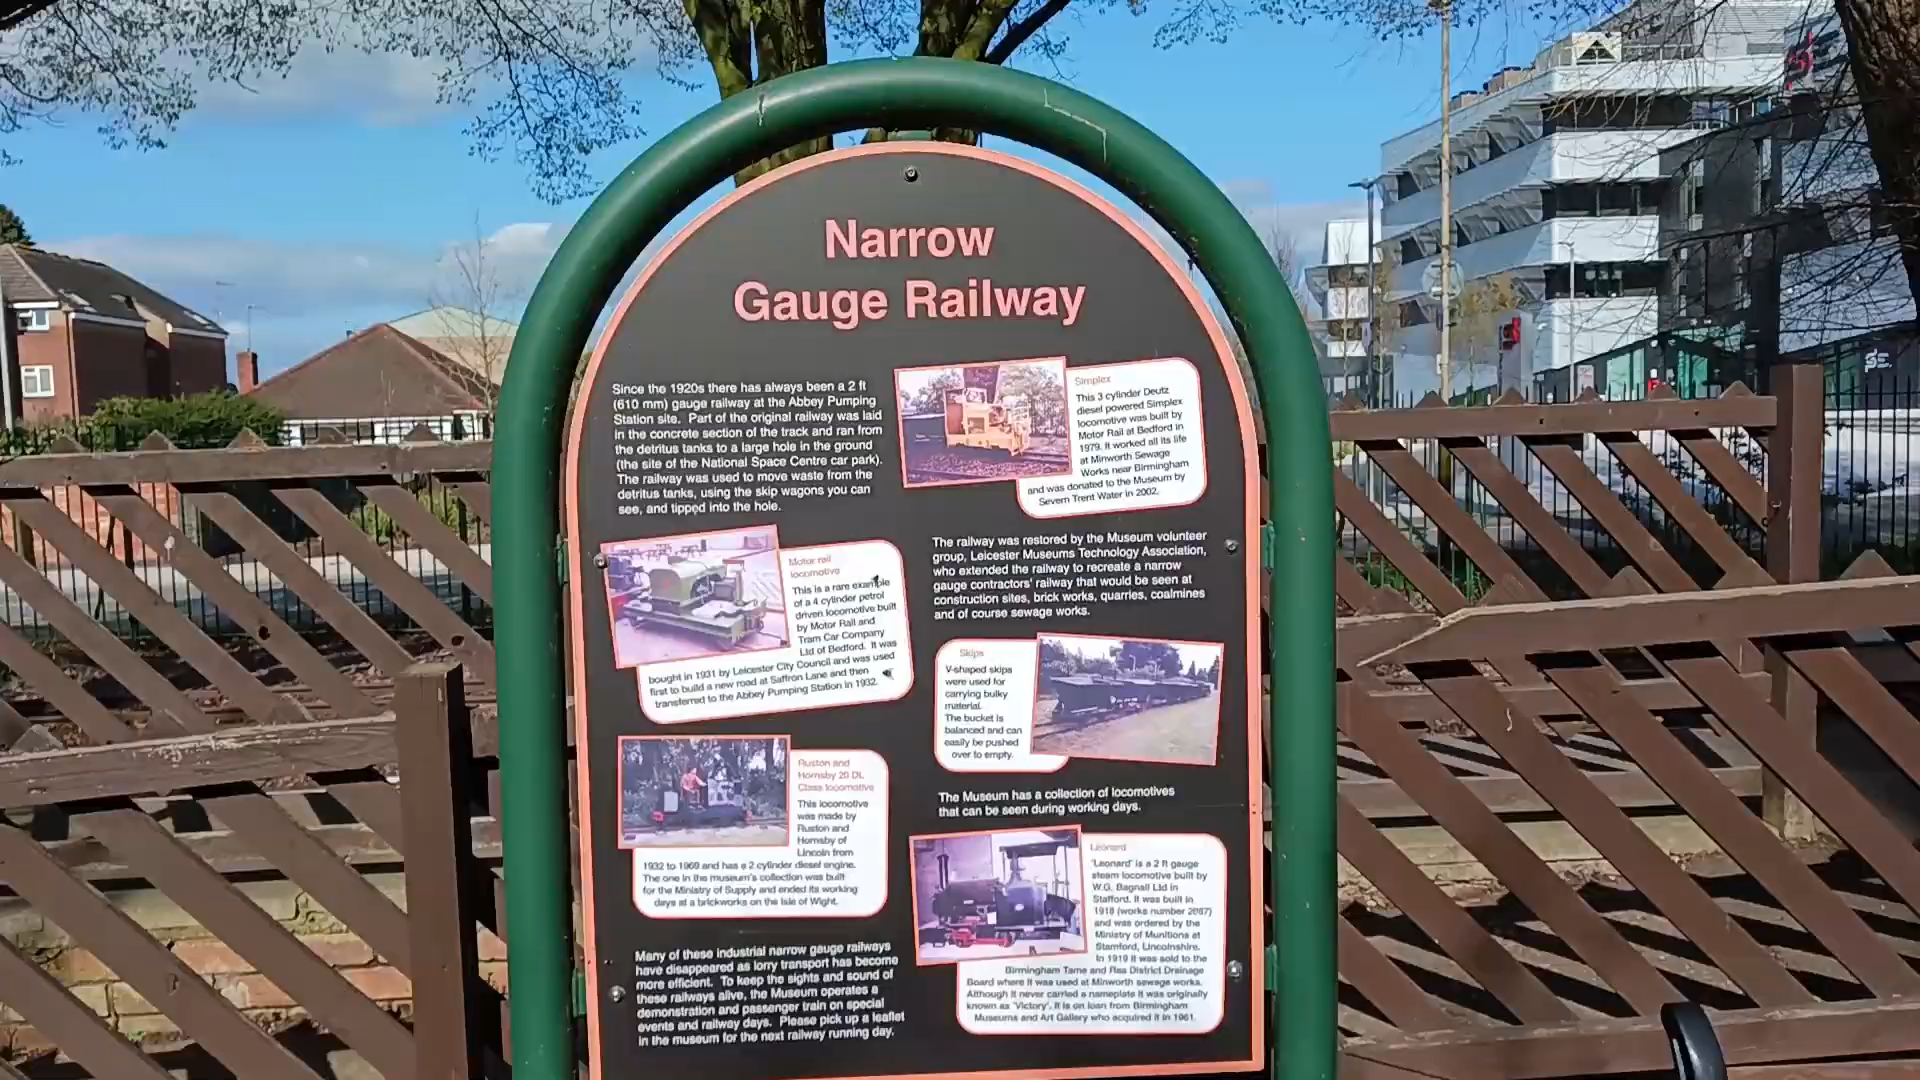 Narrow
Gauge Railway
Since the 1920s there has always been a 2 ft
(610 mm) gauge railway at the Abbey Pumping
Station site. Part of the original railway was laid
in the concrete section of the track and ran from
the detritus tanks to a large hole in the ground
(the site of the National Space Centre car park).
The railway was used to move waste from the
detritus tanks, using the skip wagons you can
see, and tipped into the hole.
Motor rail
locomotive
This is a rare example
of a 4 cylinder petrol
driven locomotive built
by Motor Rail and
Tram Car Company
Ltd of Bedford. It was
bought in 1931 by Leicester City Council and was used
first to build a new road at Saffron Lane and then
transferred to the Abbey Pumping Station in 1932.
Ruston and
Hornsby 20 DL
Class locomotive
This locomotive
was made by
Ruston and
Hornsby of
Lincoln from
1932 to 1969 and has a 2 cylinder diesel engine.
The one in the museum's collection was built
for the Ministry of Supply and ended its working
days at a brickworks on the Isle of Wight.
Many of these industrial narrow gauge railways
have disappeared as lorry transport has become
more efficient. To keep the sights and sound of
these railways alive, the Museum operates a
demonstration and passenger train on special
events and railway days. Please pick up a leaflet
in the museum for the next railway running day.
Simplex
This 3 cylinder Deutz
diesel powered Simplex
locomotive was built by
Motor Rail at Bedford in
1979. It worked all its life
at Minworth Sewage
Works near Birmingham
and was donated to the Museum by
Severn Trent Water in 2002.
The railway was restored by the Museum volunteer
group, Leicester Museums Technology Association,
who extended the railway to recreate a narrow
gauge contractors' railway that would be seen at
construction sites, brick works, quarries, coalmines
and of course sewage works.
Skips
V-shaped skips
were used for
carrying bulky
material.
The bucket is
balanced and can
easily be pushed
over to empty.
The Museum has a collection of locomotives
that can be seen during working days.
Leonard
'Leonard' is a 2 ft gauge
steam locomotive built by
W.G. Bagnall Ltd in
Stafford. It was built in
1918 (works number 2087)
and was ordered by the
Ministry of Munitions at
Stamford, Lincolnshire.
In 1919 it was sold to the
Birmingham Tame and Rea District Drainage
Board where it was used at Minworth sewage works.
Although it never carried a nameplate it was originally
known as 'Victory'. It is on loan from Birmingham
Museums and Art Gallery who acquired it in 1961.